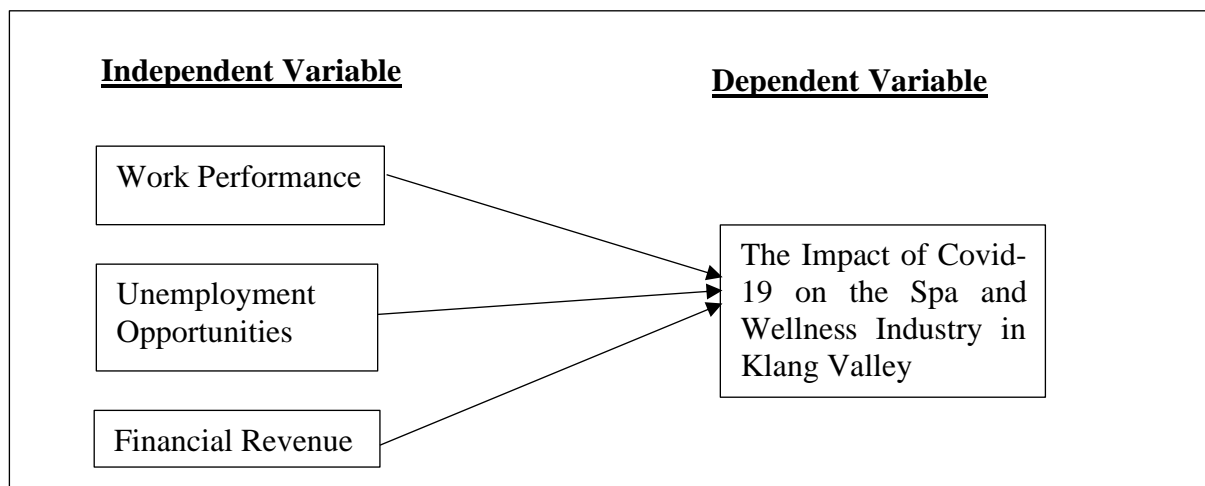 Independent Variable
Dependent Variable
Work Performance
Unemployment
Opportunities
Financial Revenue
The Impact of Covid-
19 on the Spa and
Wellness Industry in
Klang Valley